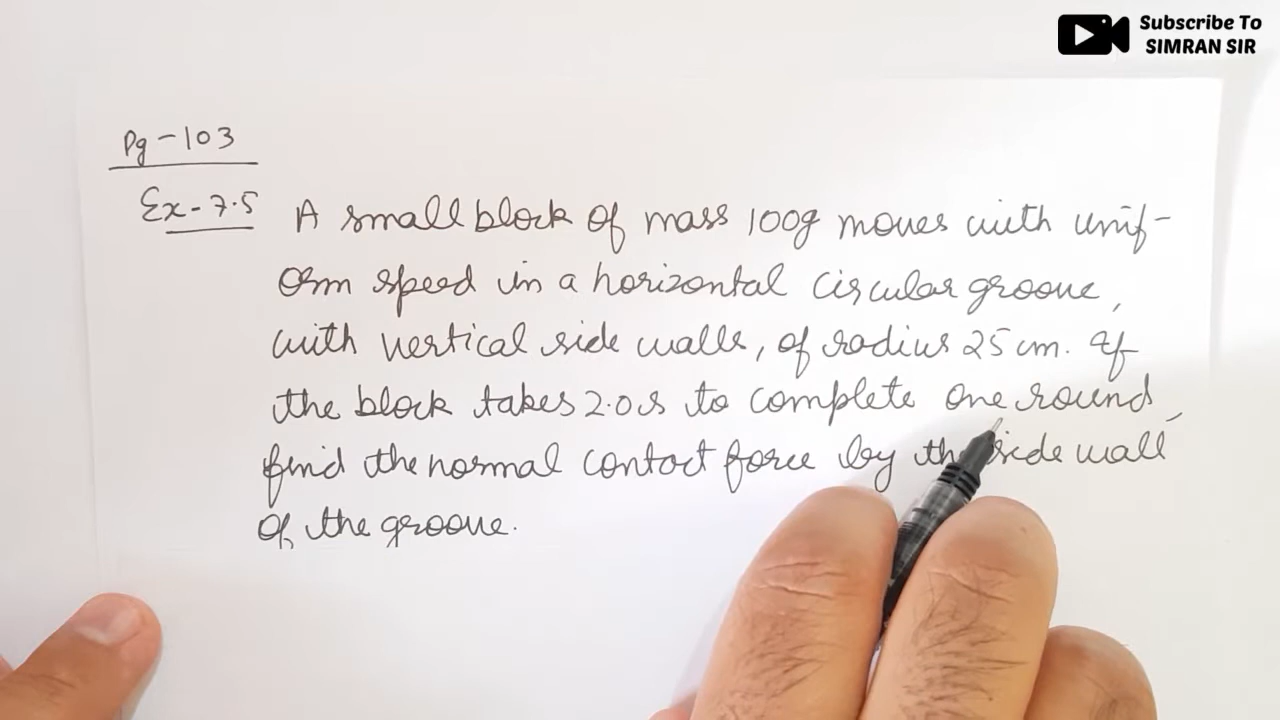 Subscribe To
SIMRAN SIR
Pg - 103
Ex - 7.5 A small block of mass 100g moves with unif-
orm speed in a horizontal circular groove,
with vertical side walls, of radius 25 cm. If
the block takes 2.0s to complete one round,
find the normal contact force by the side wall
of the groove.